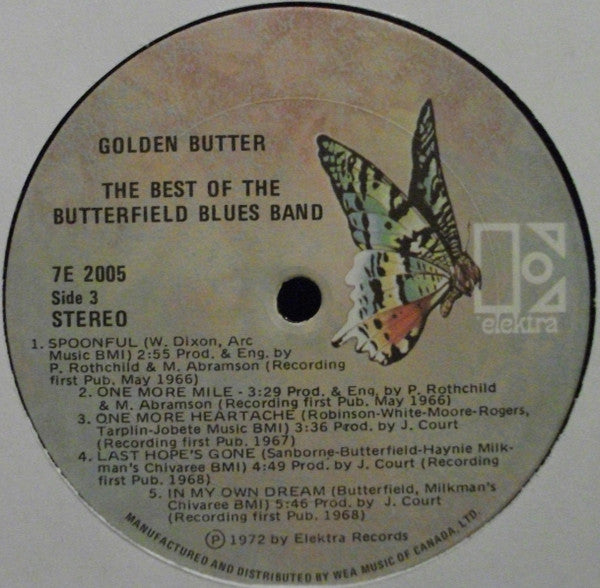 GOLDEN BUTTER
THE BEST OF THE
BUTTERFIELD BLUES BAND
7E 2005
Side 3
STEREO
elektra
1. SPOONFUL (W. Dixon, Arc
Music BMI) 2:55 Prod. & Eng. by
P. Rothchild & M. Abramson (Recording
first Pub. May 1966)
2. ONE MORE MILE - 3:29 Prod. & Eng. by P. Rothchild
& M. Abramson (Recording first Pub. May 1966)
3. ONE MORE HEARTACHE (Robinson-White-Moore-Rogers,
Tarplin-Jobete Music BMI) 3:36 Prod. by J. Court
(Recording first Pub. 1967)
4. LAST HOPE'S GONE (Sanborne-Butterfield-Haynie Milk-
man's Chivaree BMI) 4:49 Prod. by J. Court (Recording
first Pub. 1968)
5. IN MY OWN DREAM (Butterfield, Milkman's
Chivaree BMI) 5:46 Prod. by J. Court
(Recording first Pub. 1968)
Ⓟ 1972 by Elektra Records
MANUFACTURED AND DISTRIBUTED BY WEA MUSIC OF CANADA, LTD.